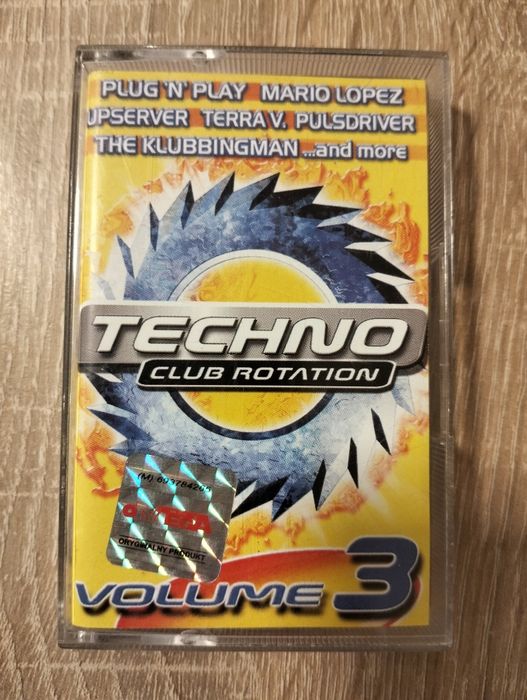 PLUG 'N' PLAY MARIO LOPEZ
UPSERVER TERRA V. PULSDRIVER
THE KLUBBINGMAN ...and more
TECHNO
CLUB ROTATION
ORYGINALNY PRODUKT
VOLUME 3